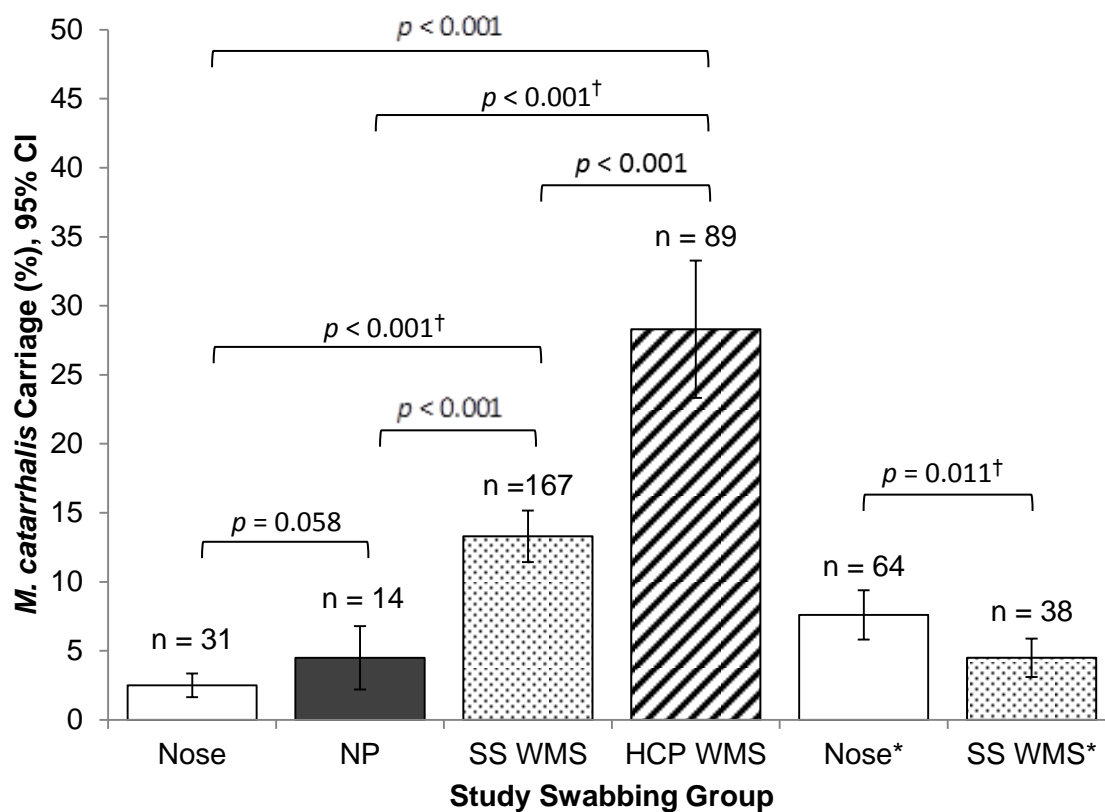 50
45
40
35
30
25
20
15
10
5
0
M. catarrhalis Carriage (%), 95% CI
p < 0.001
p < 0.001†
p < 0.001
n = 89
p < 0.001†
p < 0.001
n =167
p = 0.011†
p = 0.058
n = 64
n = 14
n = 38
n = 31
Nose NP SS WMS HCP WMS Nose* SS WMS*
Study Swabbing Group